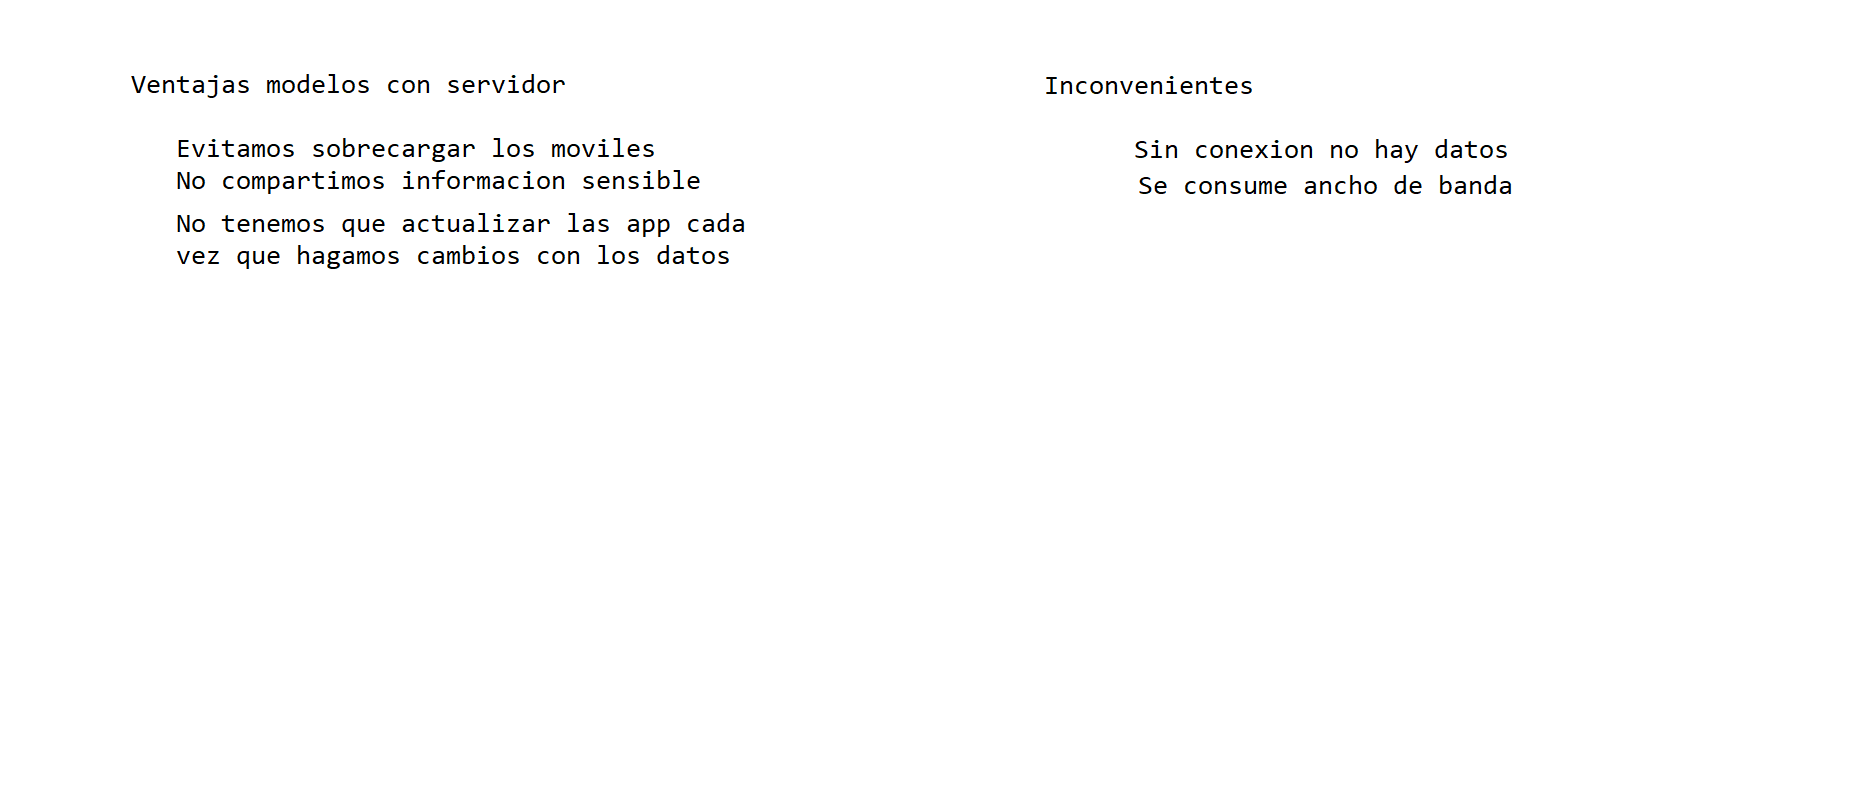 Ventajas modelos con servidor
Evitamos sobrecargar los moviles
No compartimos informacion sensible
No tenemos que actualizar las app cada
vez que hagamos cambios con los datos
Inconvenientes
Sin conexion no hay datos
Se consume ancho de banda